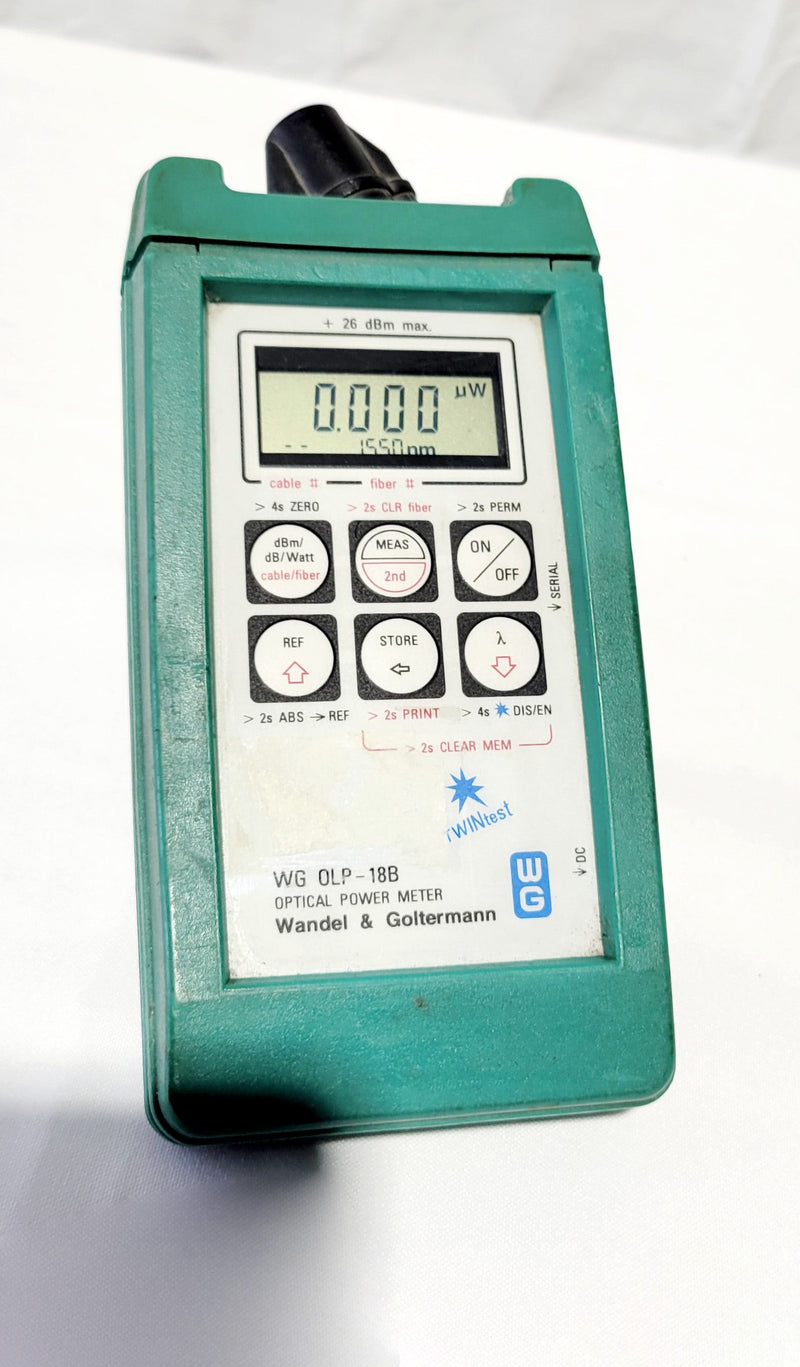 + 26 dBm max.
0.000 µW
-- 1550nm
cable # fiber #
> 4s ZERO > 2s CLR fiber > 2s PERM
dBm/
dB/Watt
cable/fiber
MEAS
2nd
ON
/OFF
↓ SERIAL
REF
⇧
STORE
⇦
λ
⇩
> 2s ABS → REF > 2s PRINT > 4s ✷ DIS/EN
> 2s CLEAR MEM
TWINtest
WG OLP-18B
OPTICAL POWER METER
Wandel & Goltermann
WG
↓ DC